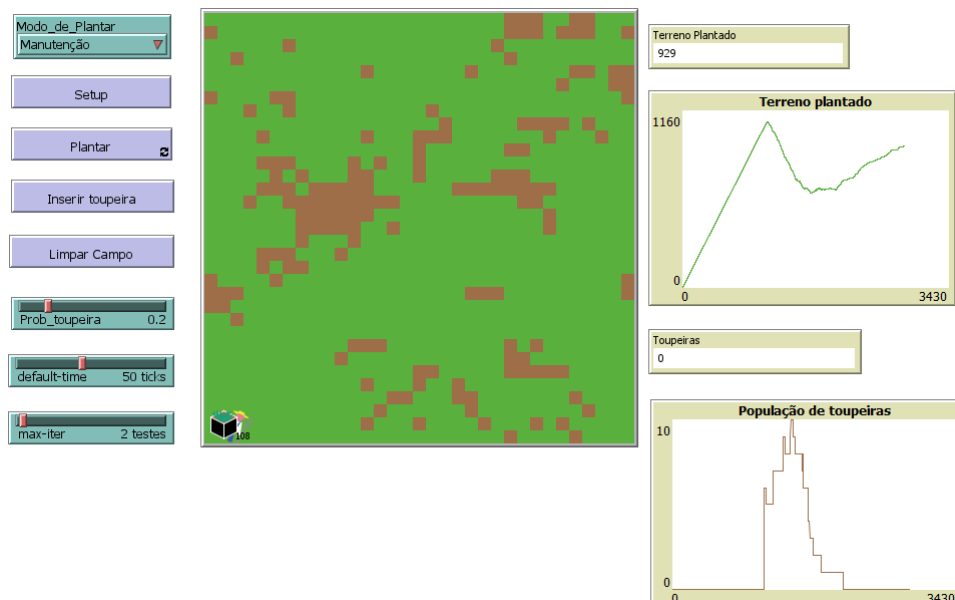 Modo_de_Plantar
Manutenção
Setup
Plantar
Inserir toupeira
Limpar Campo
Prob_toupeira 0.2
default-time 50 ticks
max-iter 2 testes
108
Terreno Plantado
929
Terreno plantado
1160
0
0 3430
Toupeiras
0
População de toupeiras
10
0
0 3430